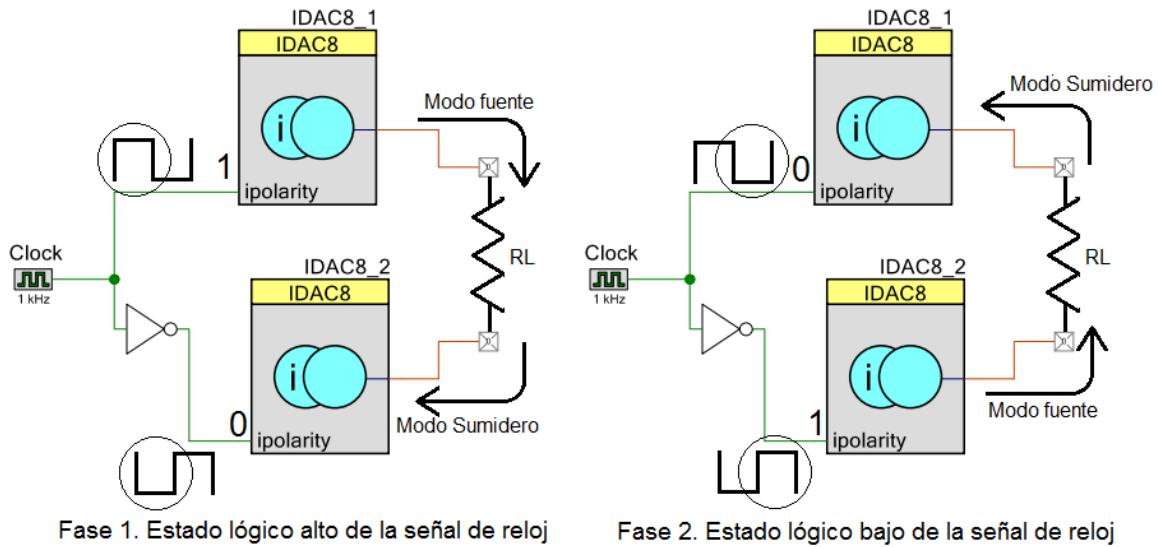 IDAC8_1
IDAC8
Modo fuente
1
ipolarity
Clock
1 kHz
RL
IDAC8_2
IDAC8
i
i
0
ipolarity
Modo Sumidero
Fase 1. Estado lógico alto de la señal de reloj
IDAC8_1
IDAC8
Modo Sumidero
i
0
ipolarity
Clock
1 kHz
RL
IDAC8_2
IDAC8
i
1
ipolarity
Modo fuente
Fase 2. Estado lógico bajo de la señal de reloj